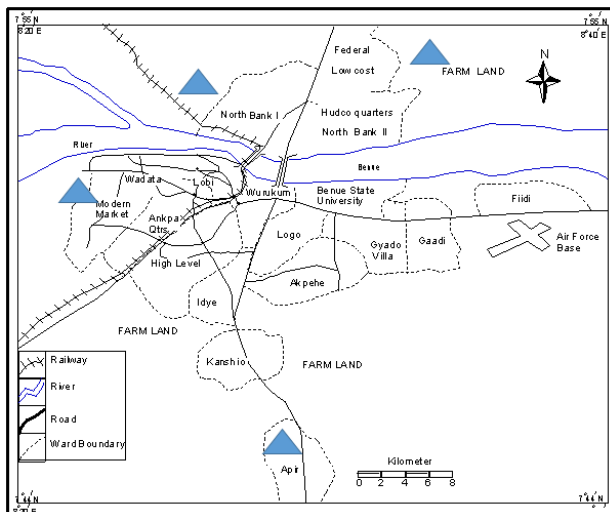 7°55 N
8°20 E
7°55 N
8°40 E
Federal
Low cost
FARM LAND
N
North Bank I
Hudco quarters
North Bank II
River
Benue
Wadata
Lobi
Wurukum
Benue State
University
Fiidi
Modern
Market
Ankpa
Qtrs
Logo
Gyado
Villa
Gaadi
Air Force
Base
High Level
Akpehe
Idye
FARM LAND
Kanshio
FARM LAND
Railway
River
Road
Ward Boundary
Apir
Kilometer
0 2 4 6 8
7°44 N
8°20 E
7°44 N